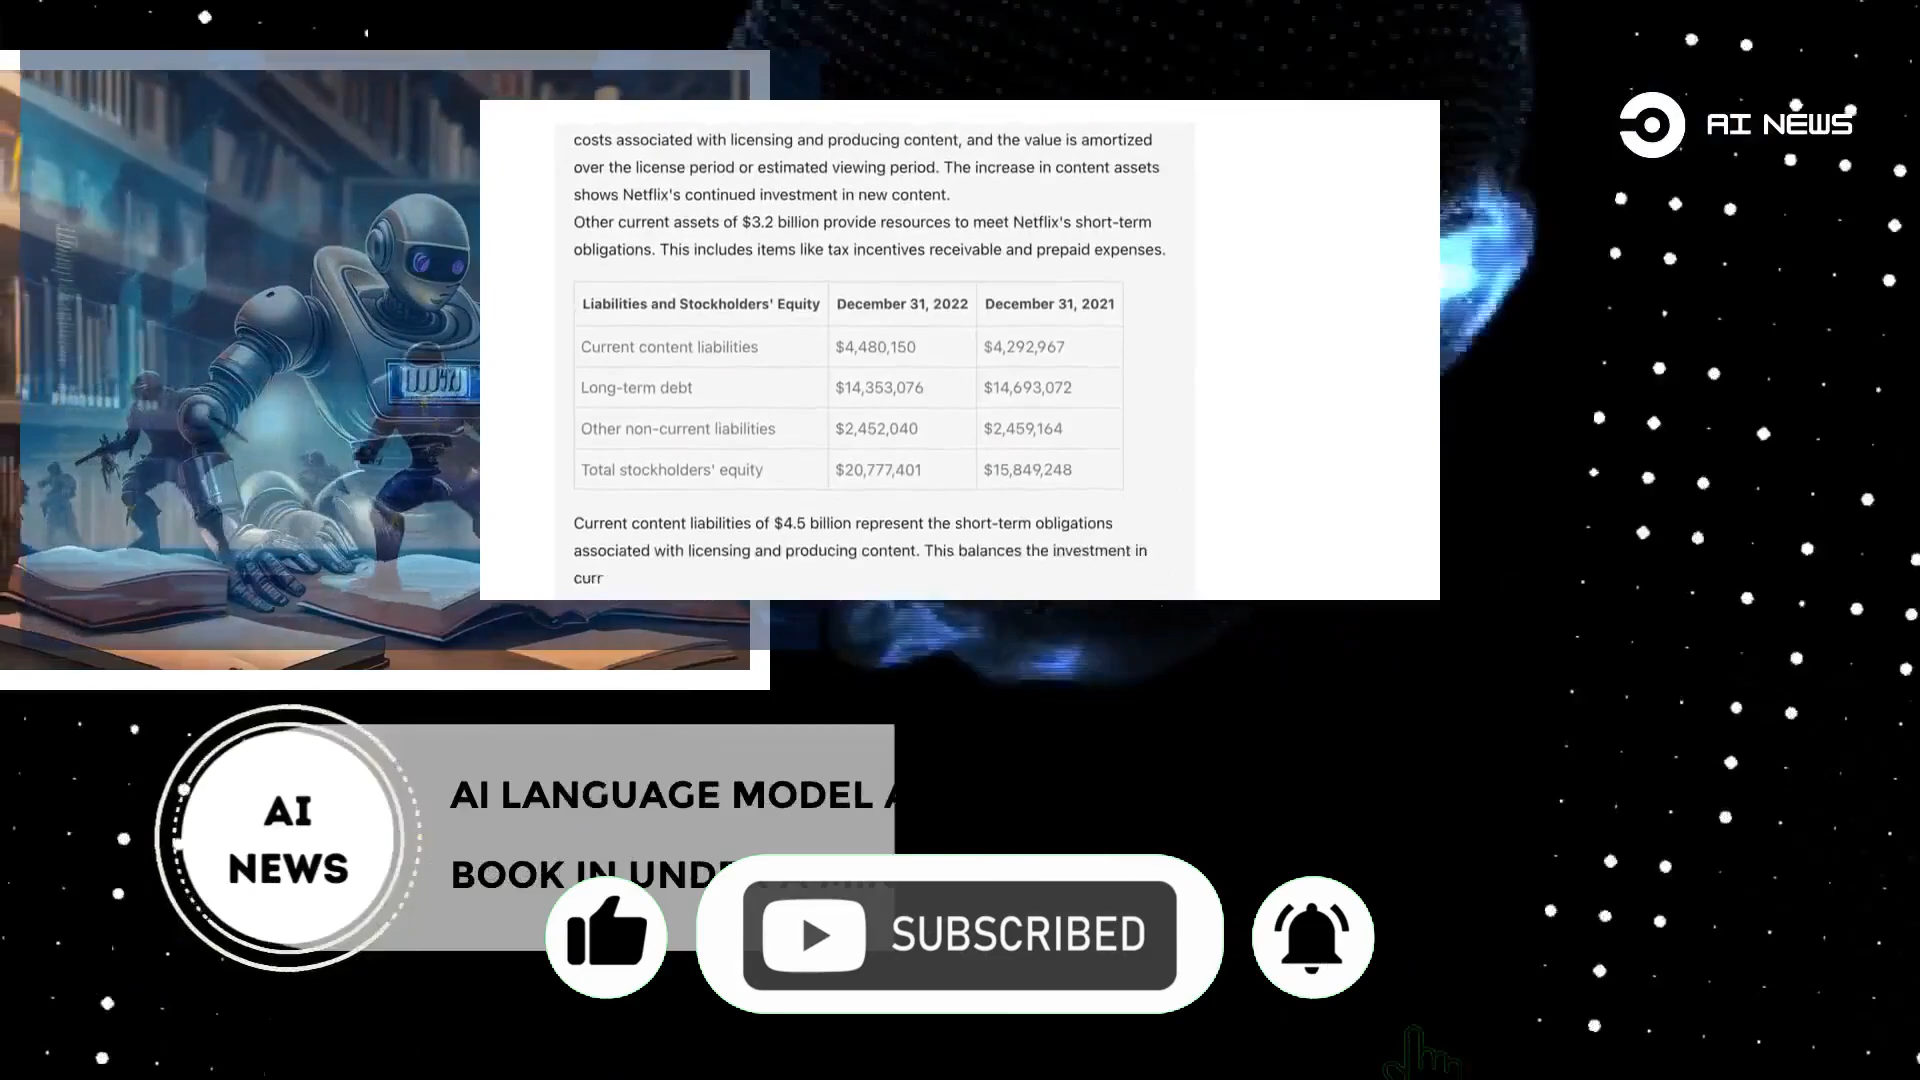 AI NEWS
costs associated with licensing and producing content, and the value is amortized
over the license period or estimated viewing period. The increase in content assets
shows Netflix's continued investment in new content.
Other current assets of $3.2 billion provide resources to meet Netflix's short-term
obligations. This includes items like tax incentives receivable and prepaid expenses.
Liabilities and Stockholders' Equity December 31, 2022 December 31, 2021
Current content liabilities $4,480,150 $4,292,967
Long-term debt $14,353,076 $14,693,072
Other non-current liabilities $2,452,040 $2,459,164
Total stockholders' equity $20,777,401 $15,849,248
Current content liabilities of $4.5 billion represent the short-term obligations
associated with licensing and producing content. This balances the investment in
curr
AI
NEWS
AI LANGUAGE MODEL
BOOK IN
SUBSCRIBED